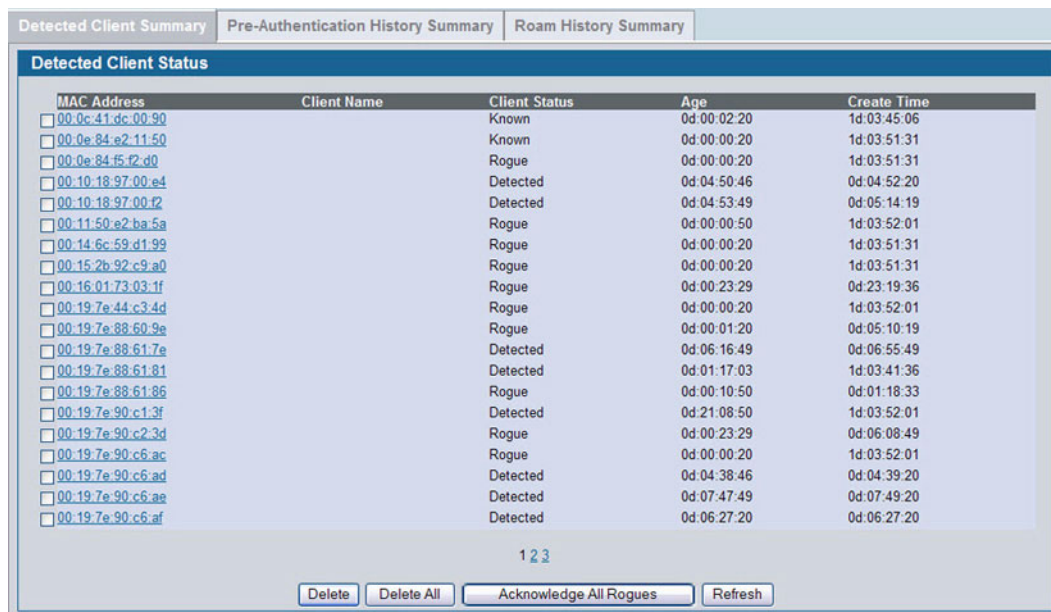 Detected Client Summary Pre-Authentication History Summary Roam History Summary
Detected Client Status
MAC Address Client Name Client Status Age Create Time
00:0c:41:dc:00:90 Known 0d:00:02:20 1d:03:45:06
00:0e:84:e2:11:50 Known 0d:00:00:20 1d:03:51:31
00:0e:84:f5:f2:d0 Rogue 0d:00:00:20 1d:03:51:31
00:10:18:97:00:e4 Detected 0d:04:50:46 0d:04:52:20
00:10:18:97:00:f2 Detected 0d:04:53:49 0d:05:14:19
00:11:50:e2:ba:5a Rogue 0d:00:00:50 1d:03:52:01
00:14:6c:59:d1:99 Rogue 0d:00:00:20 1d:03:51:31
00:15:2b:92:c9:a0 Rogue 0d:00:00:20 1d:03:51:31
00:16:01:73:03:1f Rogue 0d:00:23:29 0d:23:19:36
00:19:7e:44:c3:4d Rogue 0d:00:00:20 1d:03:52:01
00:19:7e:88:60:9e Rogue 0d:00:01:20 0d:05:10:19
00:19:7e:88:61:7e Detected 0d:06:16:49 0d:06:55:49
00:19:7e:88:61:81 Detected 0d:01:17:03 1d:03:41:36
00:19:7e:88:61:86 Rogue 0d:00:10:50 0d:01:18:33
00:19:7e:90:c1:3f Detected 0d:21:08:50 1d:03:52:01
00:19:7e:90:c2:3d Rogue 0d:00:23:29 0d:06:08:49
00:19:7e:90:c6:ac Rogue 0d:00:00:20 1d:03:52:01
00:19:7e:90:c6:ad Detected 0d:04:38:46 0d:04:39:20
00:19:7e:90:c6:ae Detected 0d:07:47:49 0d:07:49:20
00:19:7e:90:c6:af Detected 0d:06:27:20 0d:06:27:20
1 2 3
Delete Delete All Acknowledge All Rogues Refresh